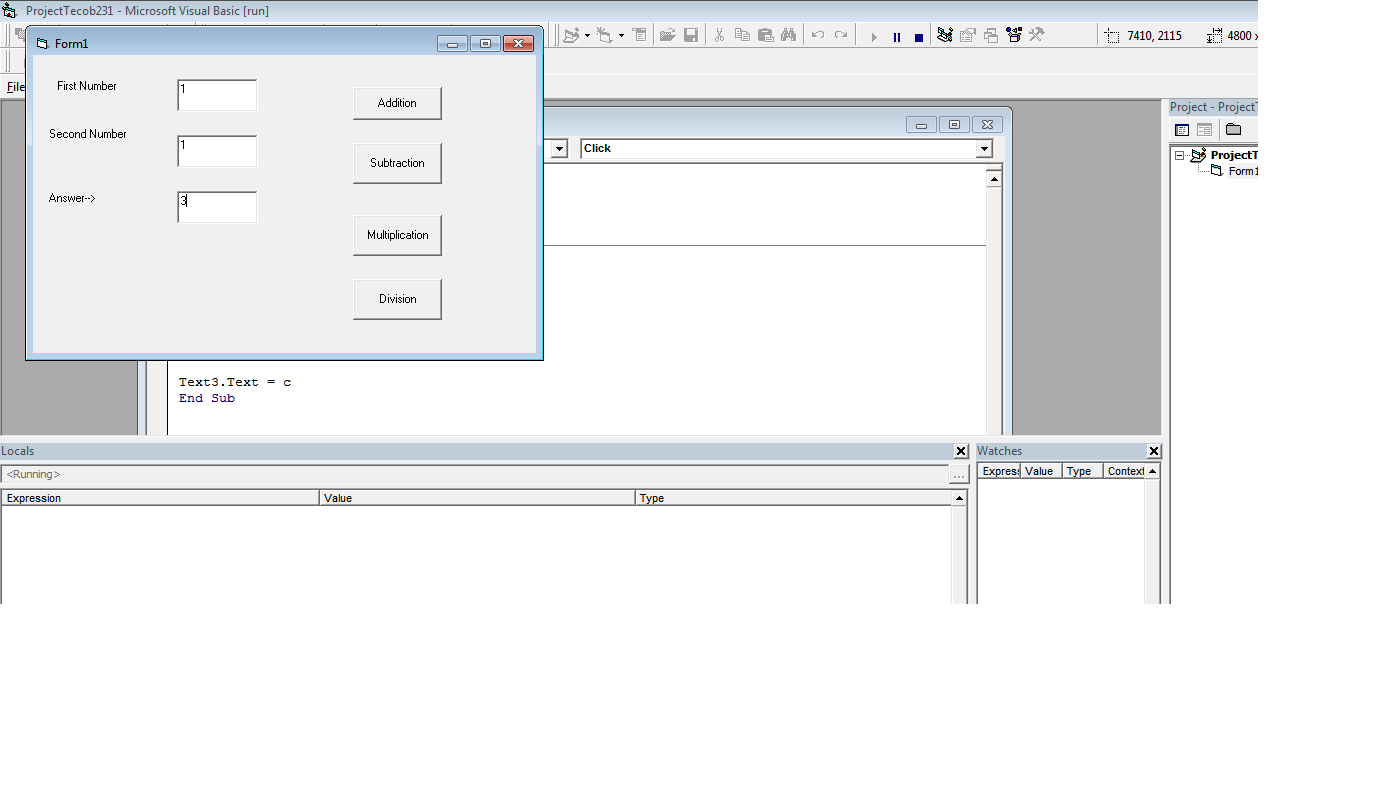 ProjectTecob231 - Microsoft Visual Basic [run]
Form1
7410, 2115
4800 x
File
First Number
1
Addition
Second Number
1
Subtraction
Answer-->
3
Multiplication
Division
Click
Project - ProjectT
ProjectT
Form1
Text3.Text = c
End Sub
Locals
<Running>
...
Expression
Value
Type
Watches
Express
Value
Type
Context